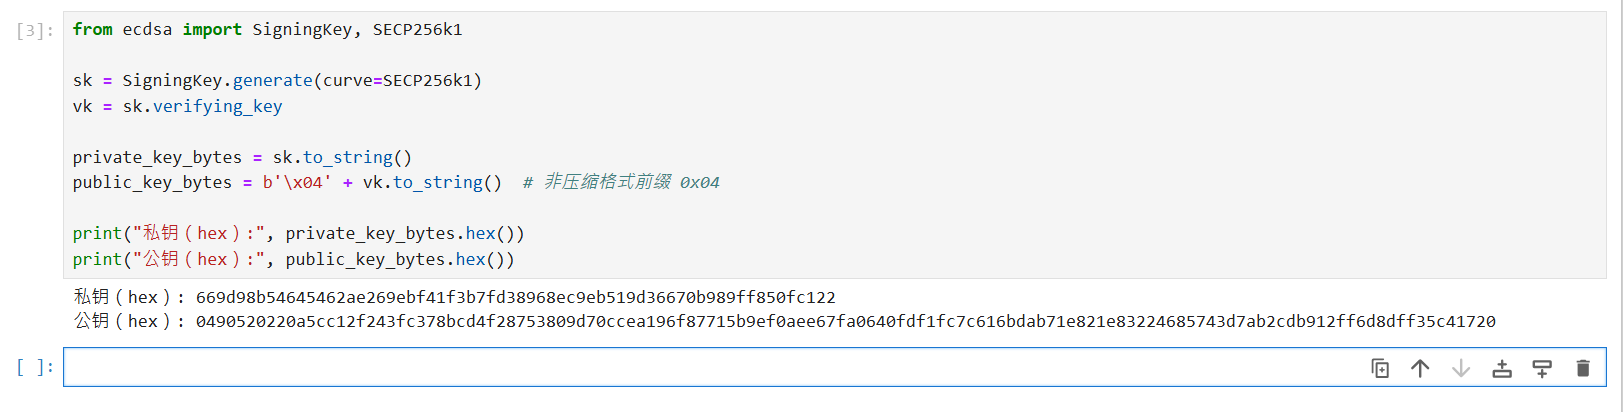 [3]:
from ecdsa import SigningKey, SECP256k1
sk = SigningKey.generate(curve=SECP256k1)
vk = sk.verifying_key
private_key_bytes = sk.to_string()
public_key_bytes = b'\x04' + vk.to_string()  # 非压缩格式前缀 0x04
print("私钥（hex）:", private_key_bytes.hex())
print("公钥（hex）:", public_key_bytes.hex())
私钥（hex）: 669d98b54645462ae269ebf41f3b7fd38968ec9eb519d36670b989ff850fc122
公钥（hex）: 0490520220a5cc12f243fc378bcd4f28753809d70ccea196f87715b9ef0aee67fa0640fdf1fc7c616bdab71e821e83224685743d7ab2cdb912ff6d8dff35c41720
[ ]: